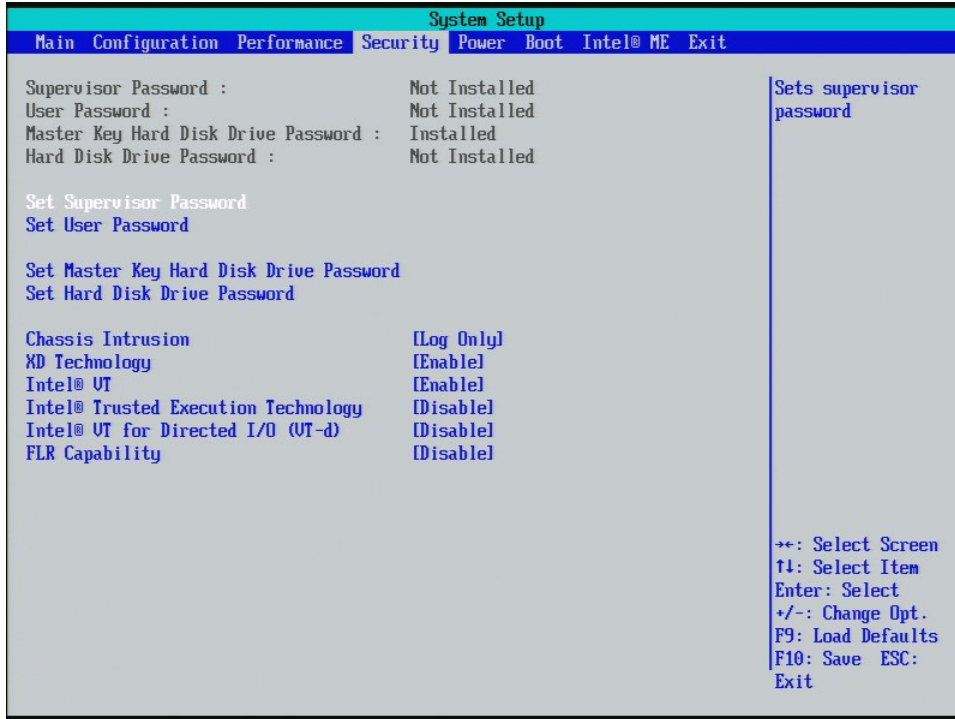 System Setup
Main Configuration Performance Security Power Boot Intel® ME Exit
Supervisor Password : Not Installed
User Password : Not Installed
Master Key Hard Disk Drive Password : Installed
Hard Disk Drive Password : Not Installed
Set Supervisor Password
Set User Password
Set Master Key Hard Disk Drive Password
Set Hard Disk Drive Password
Chassis Intrusion [Log Only]
XD Technology [Enable]
Intel® VT [Enable]
Intel® Trusted Execution Technology [Disable]
Intel® VT for Directed I/O (VT-d) [Disable]
FLR Capability [Disable]
Sets supervisor
password
→←: Select Screen
↑↓: Select Item
Enter: Select
+/-: Change Opt.
F9: Load Defaults
F10: Save ESC:
Exit